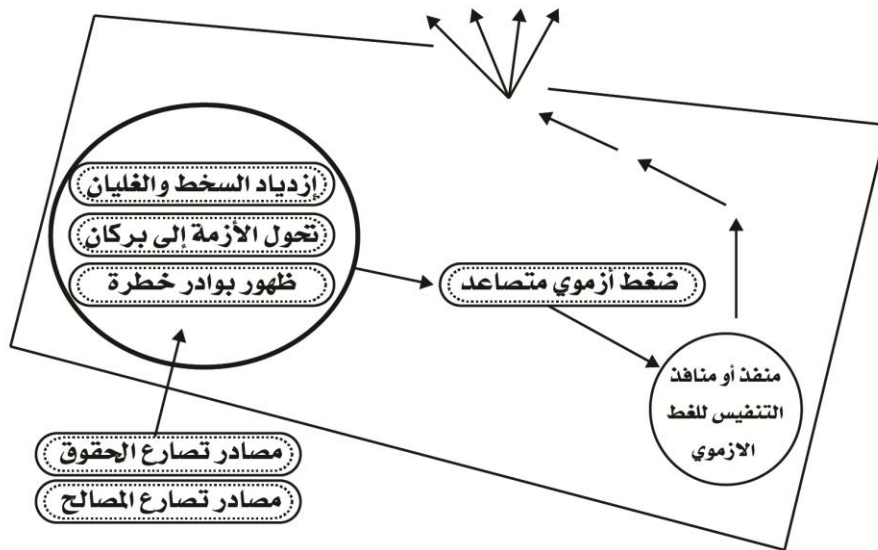 إزدياد السخط والغليان
تحول الأزمة إلى بركان
ظهور بوادر خطرة
ضغط أزموي متصاعد
منفذ أو منافذ
التنفيس للغط
الازموي
مصادر تصارع الحقوق
مصادر تصارع المصالح